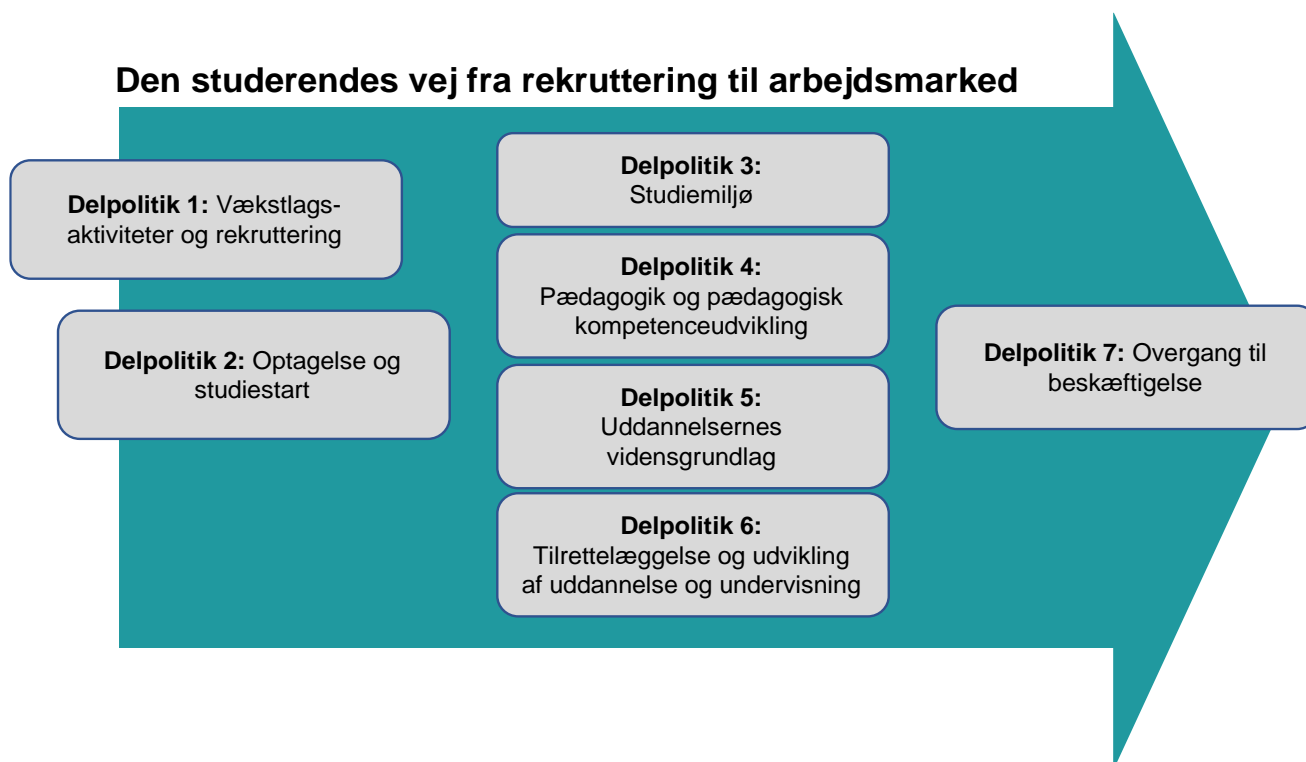 Den studerendes vej fra rekruttering til arbejdsmarked
Delpolitik 1: Vækstlags-
aktiviteter og rekruttering
Delpolitik 2: Optagelse og
studiestart
Delpolitik 3:
Studiemiljø
Delpolitik 4:
Pædagogik og pædagogisk
kompetenceudvikling
Delpolitik 5:
Uddannelsernes
vidensgrundlag
Delpolitik 6:
Tilrettelæggelse og udvikling
af uddannelse og undervisning
Delpolitik 7: Overgang til
beskæftigelse